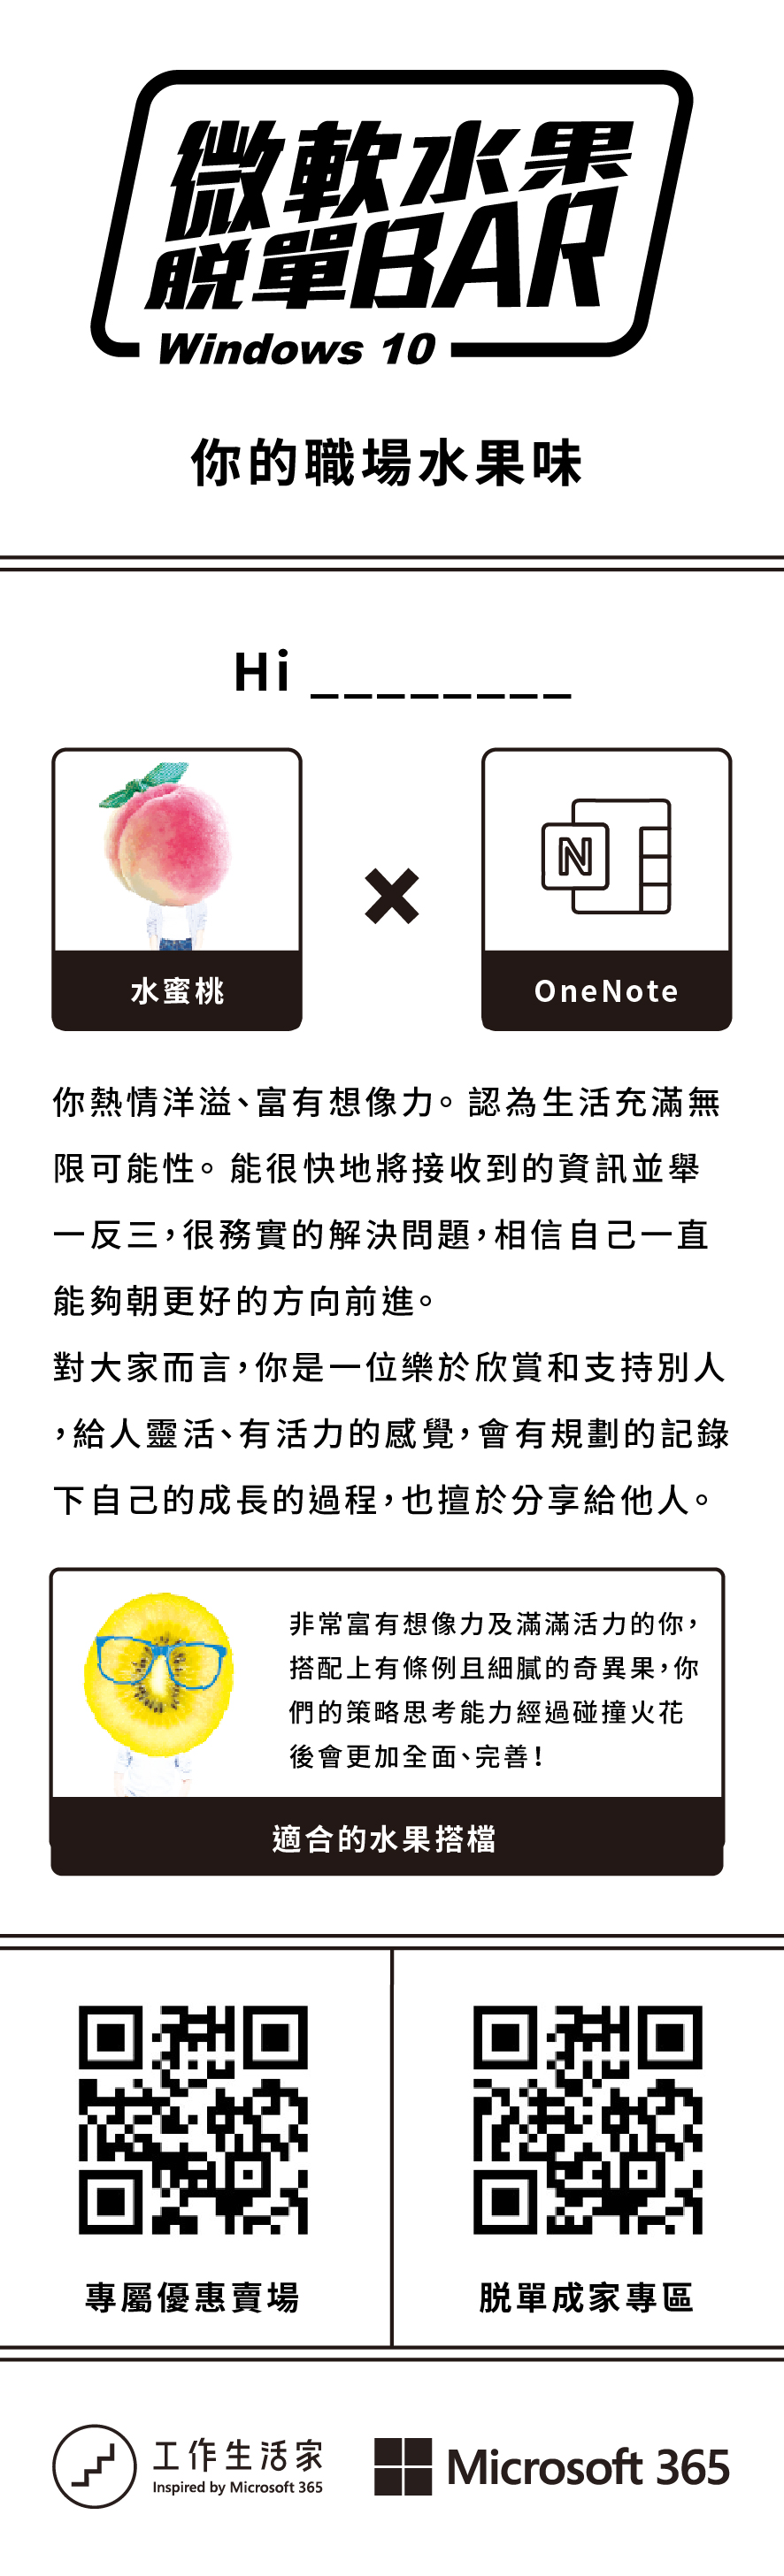 微軟水果
脱單BAR
Windows 10
你的職場水果味
Hi ________
N
水蜜桃
OneNote
你熱情洋溢、富有想像力。認為生活充滿無
限可能性。能很快地將接收到的資訊並舉
一反三，很務實的解決問題，相信自己一直
能夠朝更好的方向前進。
對大家而言，你是一位樂於欣賞和支持別人
，給人靈活、有活力的感覺，會有規劃的記錄
下自己的成長的過程，也擅於分享給他人。
非常富有想像力及滿滿活力的你，
搭配上有條例且細膩的奇異果，你
們的策略思考能力經過碰撞火花
後會更加全面、完善！
適合的水果搭檔
專屬優惠賣場
脱單成家專區
工作生活家
Inspired by Microsoft 365
Microsoft 365